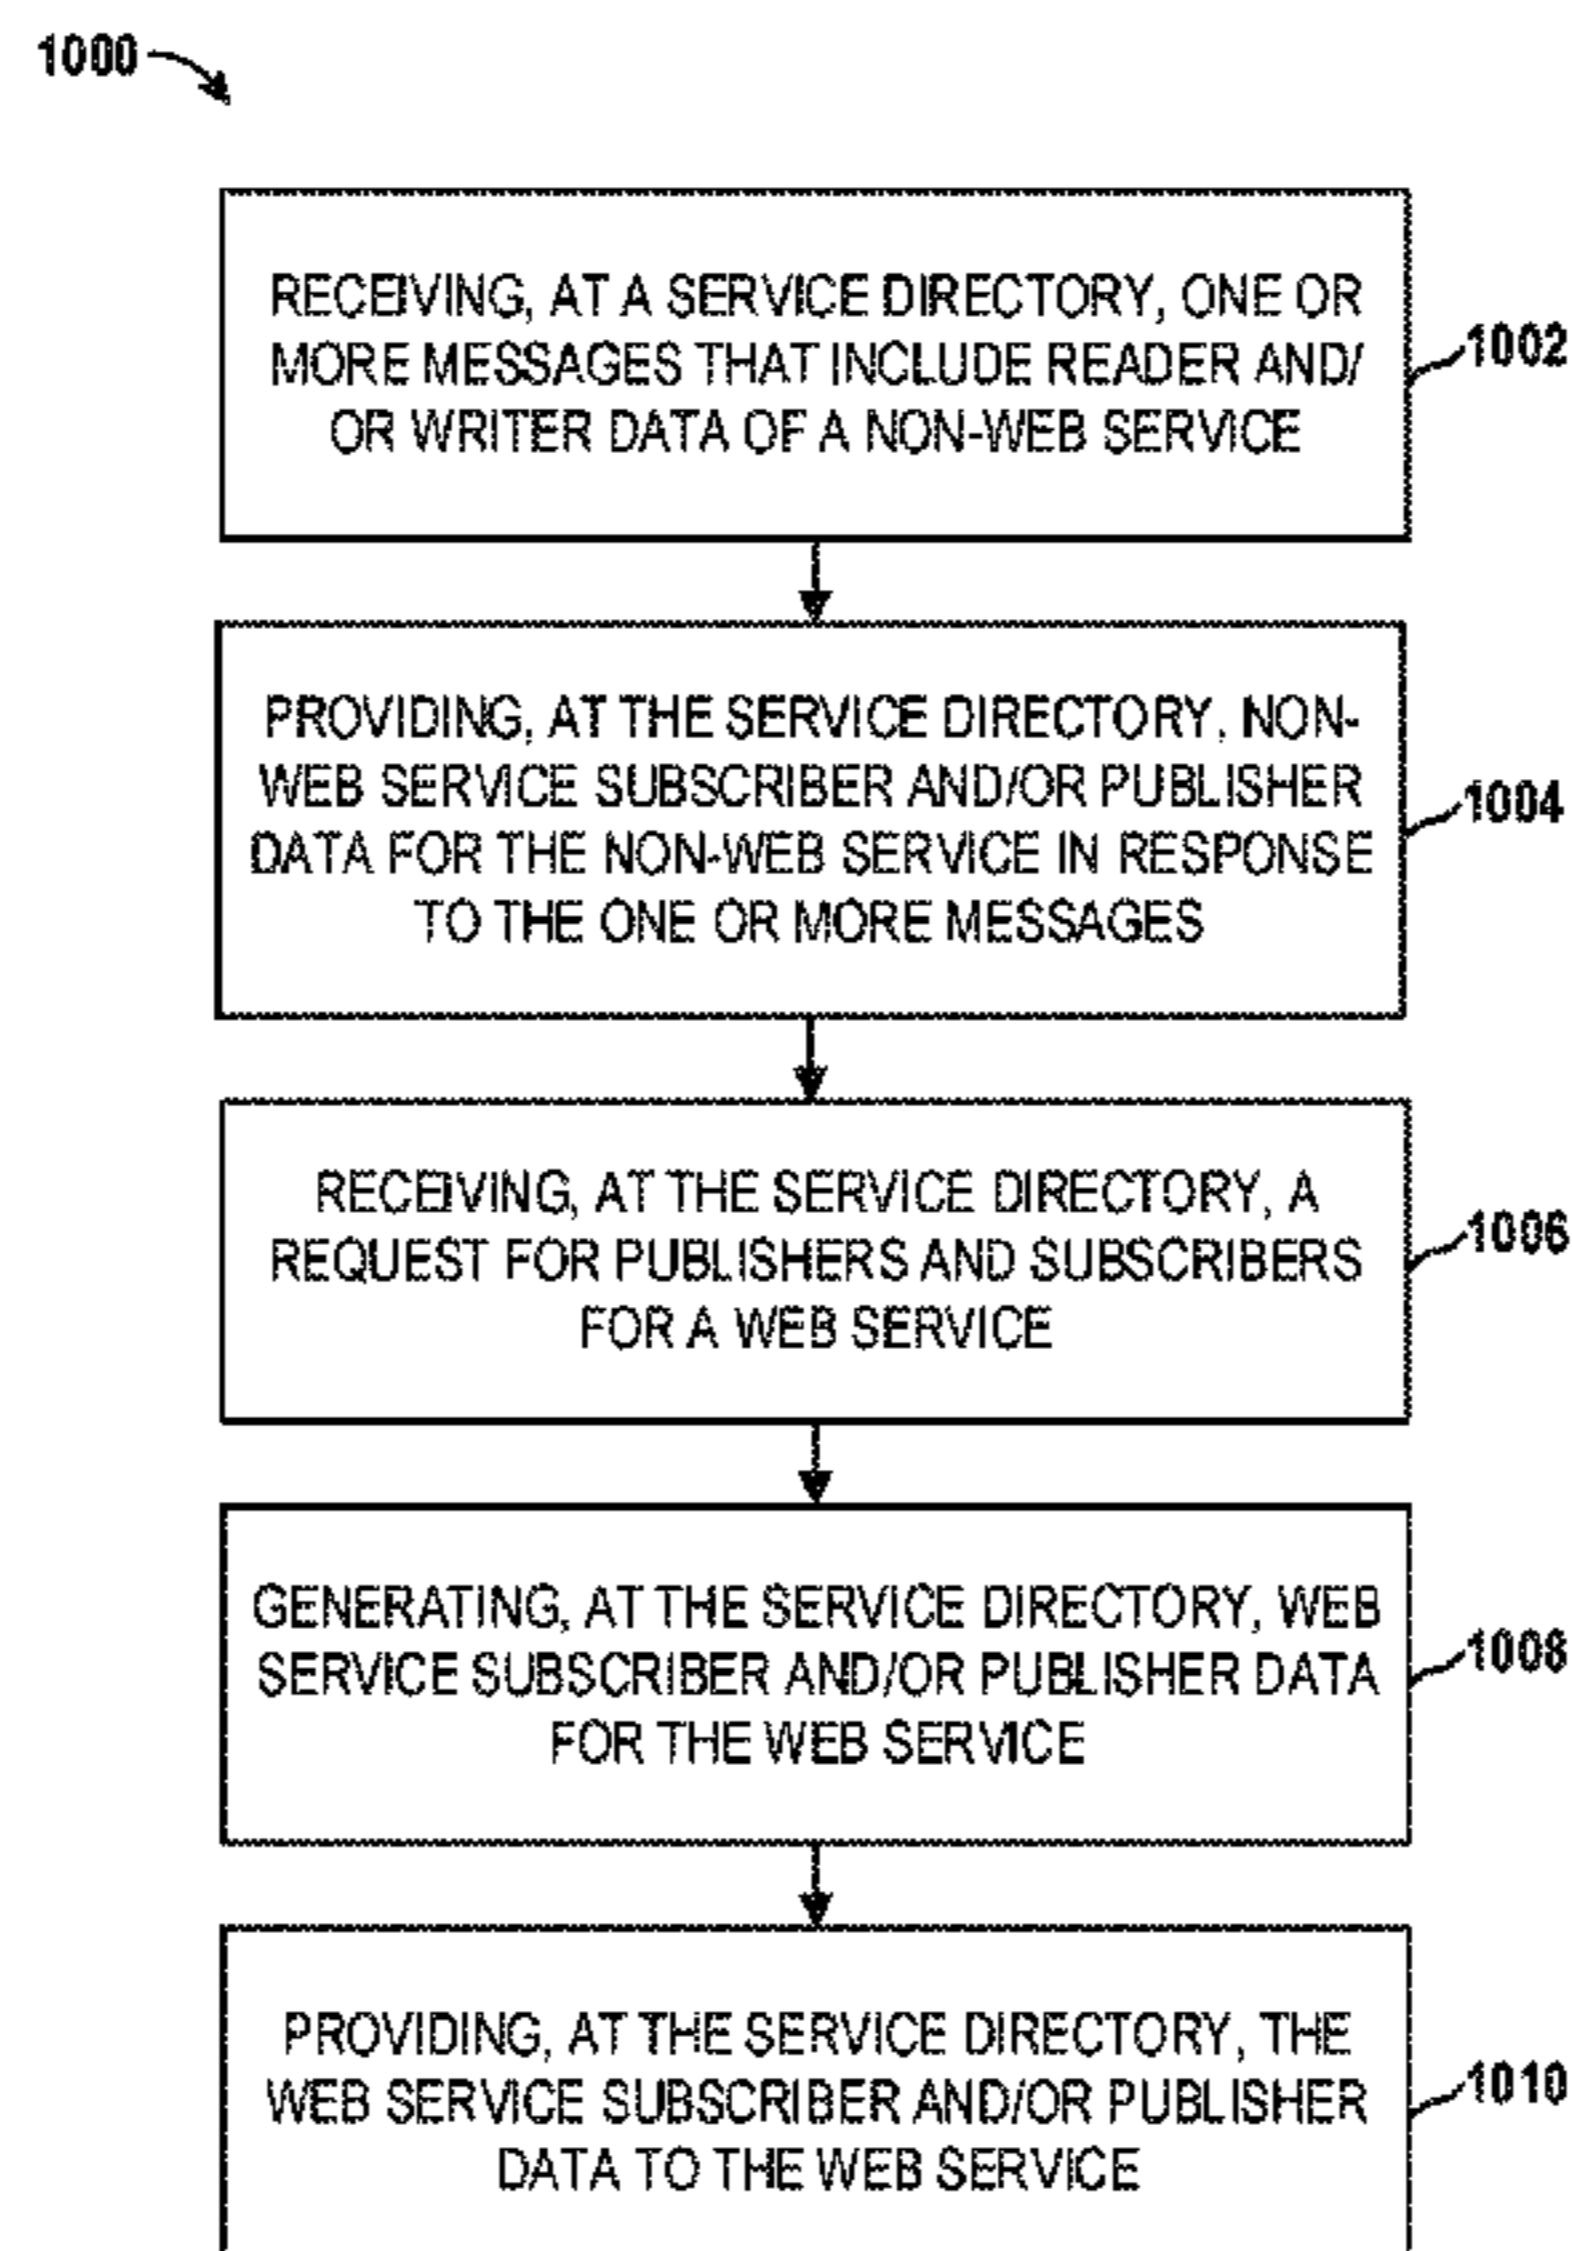 1000
RECEIVING, AT A SERVICE DIRECTORY, ONE OR
MORE MESSAGES THAT INCLUDE READER AND/
OR WRITER DATA OF A NON-WEB SERVICE
1002
PROVIDING, AT THE SERVICE DIRECTORY, NON-
WEB SERVICE SUBSCRIBER AND/OR PUBLISHER
DATA FOR THE NON-WEB SERVICE IN RESPONSE
TO THE ONE OR MORE MESSAGES
1004
RECEIVING, AT THE SERVICE DIRECTORY, A
REQUEST FOR PUBLISHERS AND SUBSCRIBERS
FOR A WEB SERVICE
1006
GENERATING, AT THE SERVICE DIRECTORY, WEB
SERVICE SUBSCRIBER AND/OR PUBLISHER DATA
FOR THE WEB SERVICE
1008
PROVIDING, AT THE SERVICE DIRECTORY, THE
WEB SERVICE SUBSCRIBER AND/OR PUBLISHER
DATA TO THE WEB SERVICE
1010